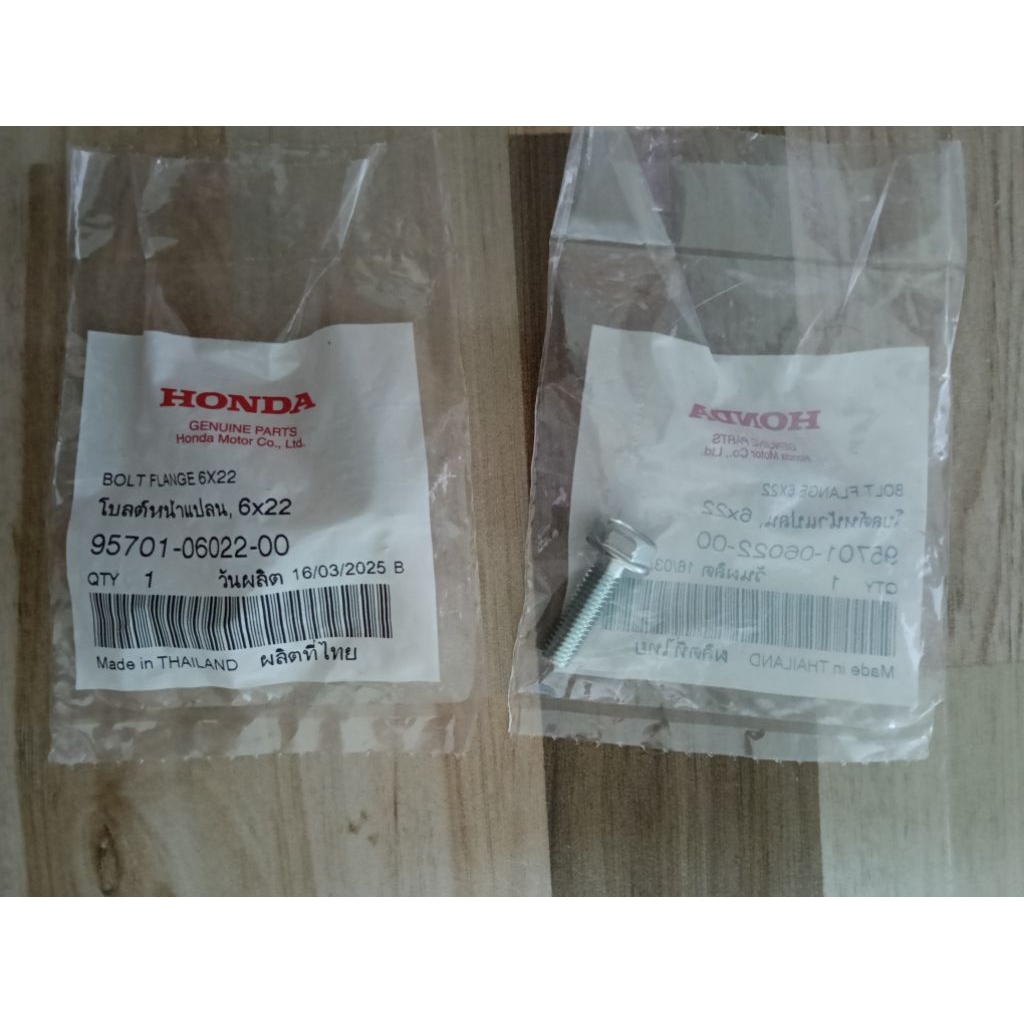 HONDA
GENUINE PARTS
Honda Motor Co., Ltd.
BOLT FLANGE 6X22
โบลต์หน้าแปลน, 6x22
95701-06022-00
QTY 1 วันผลิต 16/03/2025 B
Made in THAILAND ผลิตที่ไทย
HONDA
GENUINE PARTS
Honda Motor Co., Ltd.
BOLT FLANGE 6X22
โบลต์หน้าแปลน, 6x22
95701-06022-00
QTY 1 วันผลิต 16/03
Made in THAILAND ผลิตที่ไทย